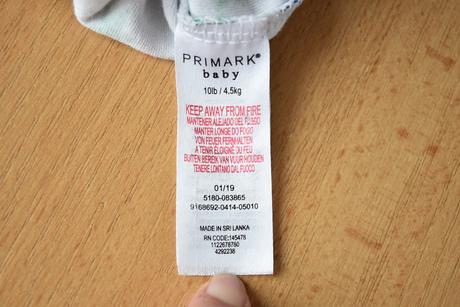 PRIMARK®
baby
10lb / 4.5kg
KEEP AWAY FROM FIRE
MANTENER ALEJADO DEL FUEGO
MANTER LONGE DO FOGO
VON FEUER FERNHALTEN
A TENIR ÉLOIGNÉ DU FEU
BUITEN BEREIK VAN VUUR HOUDEN
TENERE LONTANO DAL FUOCO
01/19
5180-083865
9168692-0414-05010
MADE IN SRI LANKA
RN CODE:145478
1122678760
4292238